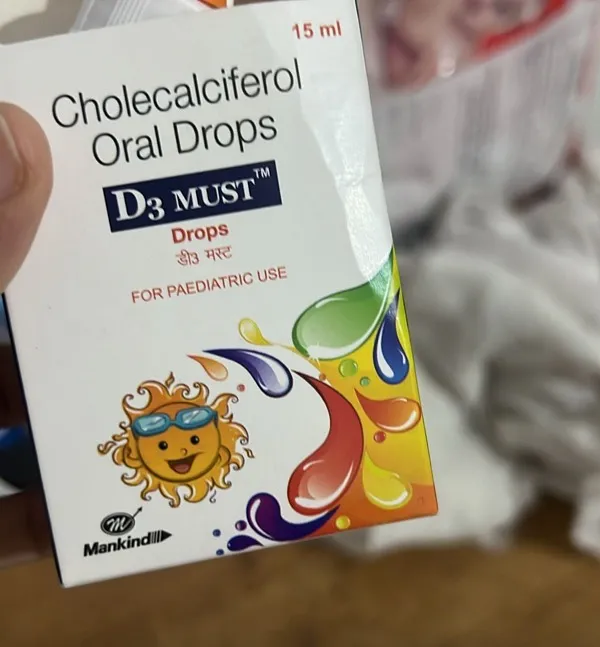 15 ml
Cholecalciferol
Oral Drops
D3 MUST™
Drops
डी3 मस्ट
FOR PAEDIATRIC USE
m
Mankind